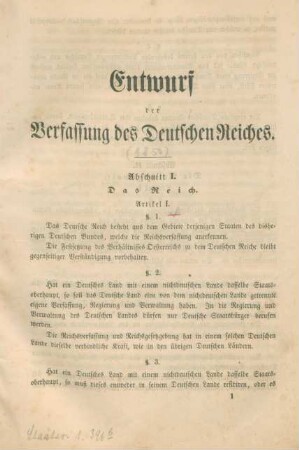 Entwurf
der
Verfassung des Deutschen Reiches.
Abschnitt I.
Das Reich.
Artikel I.
§ 1.
Das Deutsche Reich besteht aus dem Gebiete derjenigen Staaten des bisherigen Deutschen Bundes, welche die Reichsverfassung anerkennen.
Die Festsetzung des Verhältnisses Oesterreichs zu dem Deutschen Reiche bleibt gegenseitiger Verständigung vorbehalten.
§ 2.
Hat ein Deutsches Land mit einem nichtdeutschen Lande dasselbe Staatsoberhaupt, so soll das Deutsche Land eine von dem nichtdeutschen Lande getrennte eigene Verfassung, Regierung und Verwaltung haben. In die Regierung und Verwaltung des Deutschen Landes dürfen nur Deutsche Staatsbürger berufen werden.
Die Reichsverfassung und Reichsgesetzgebung hat in einem solchen Deutschen Lande dieselbe verbindliche Kraft, wie in den übrigen Deutschen Ländern.
§ 3.
Hat ein Deutsches Land mit einem nichtdeutschen Lande dasselbe Staatsoberhaupt, so muß dieses entweder in seinem Deutschen Lande residiren, oder es
1